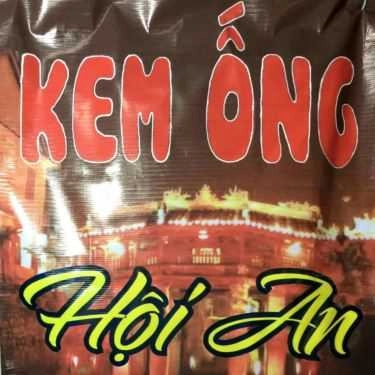 KEM ỐNG
Hội An